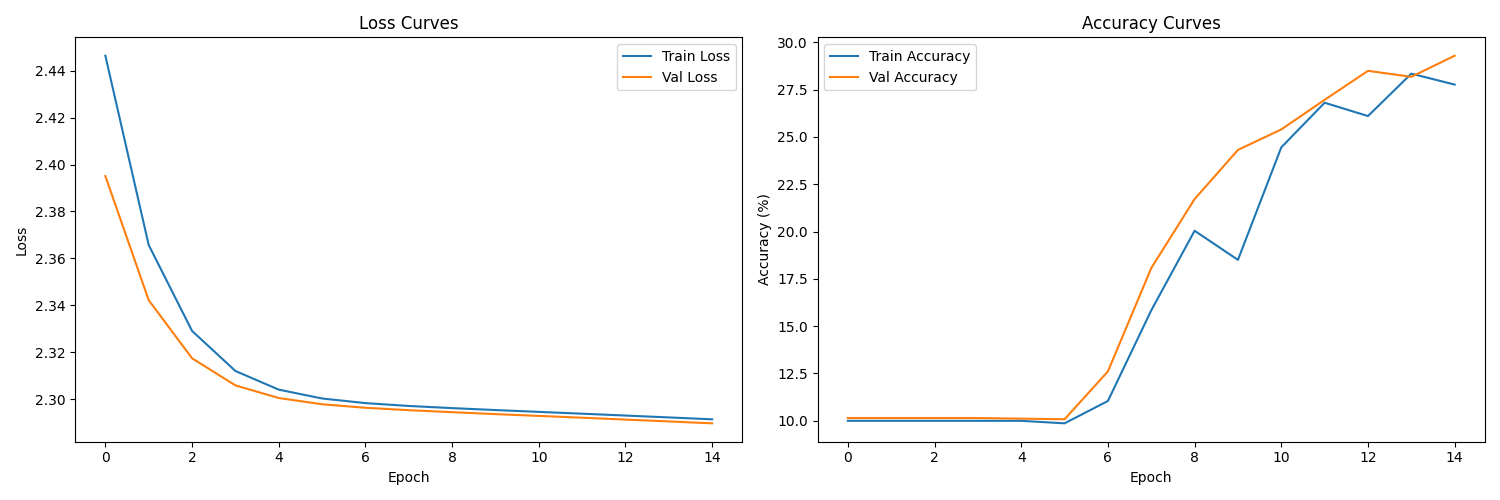 Loss Curves
Train Loss
Val Loss
2.44
2.42
2.40
2.38
2.36
2.34
2.32
2.30
Loss
0 2 4 6 8 10 12 14
Epoch
Accuracy Curves
Train Accuracy
Val Accuracy
30.0
27.5
25.0
22.5
20.0
17.5
15.0
12.5
10.0
Accuracy (%)
0 2 4 6 8 10 12 14
Epoch